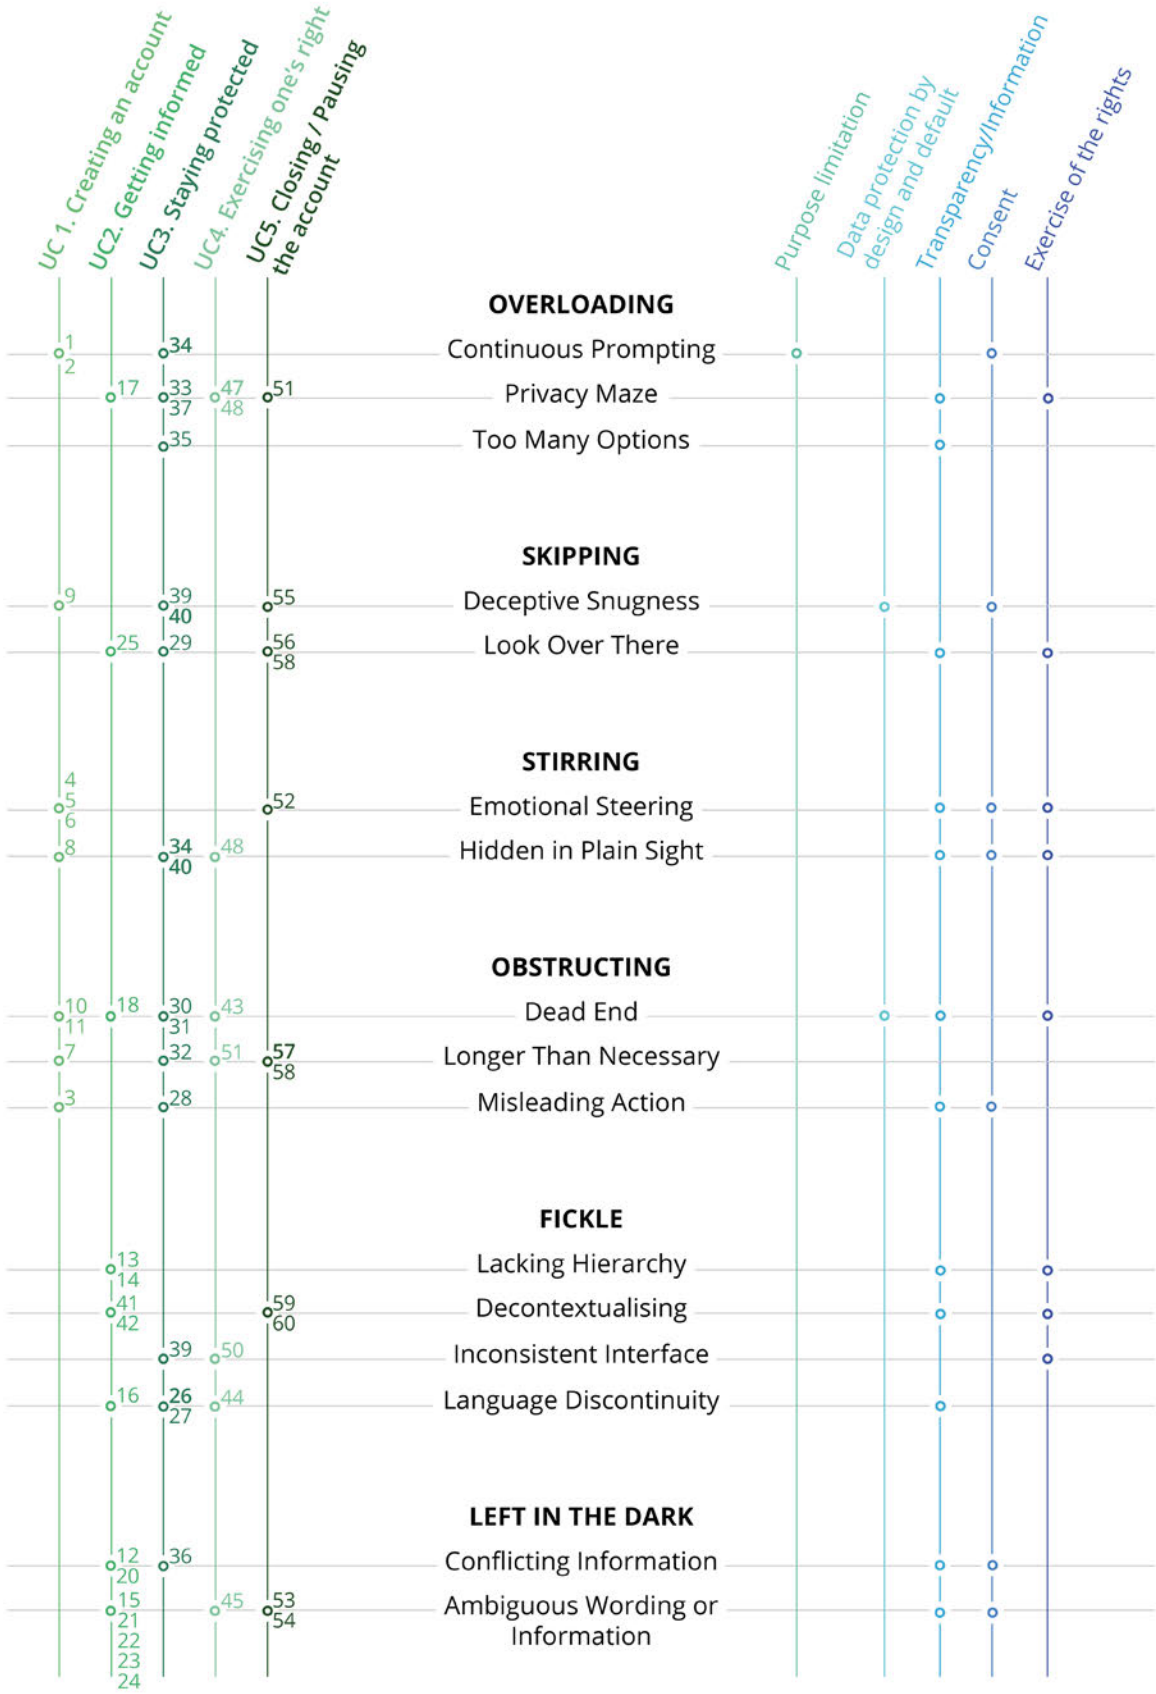 UC 1. Creating an account
UC2. Getting informed
UC3. Staying protected
UC4. Exercising one's right
UC5. Closing / Pausing
the account
Purpose limitation
Data protection by
design and default
Transparency/Information
Consent
Exercise of the rights
OVERLOADING
1
2
34
Continuous Prompting
17
33
37
47
48
51
Privacy Maze
35
Too Many Options
SKIPPING
9
39
40
55
Deceptive Snugness
25
29
56
58
Look Over There
STIRRING
4
5
6
52
Emotional Steering
8
34
40
48
Hidden in Plain Sight
OBSTRUCTING
10
11
18
30
31
43
Dead End
7
32
51
57
58
Longer Than Necessary
3
28
Misleading Action
FICKLE
13
14
Lacking Hierarchy
41
42
59
60
Decontextualising
39
50
Inconsistent Interface
16
26
27
44
Language Discontinuity
LEFT IN THE DARK
12
20
36
Conflicting Information
15
21
22
23
24
45
53
54
Ambiguous Wording or
Information